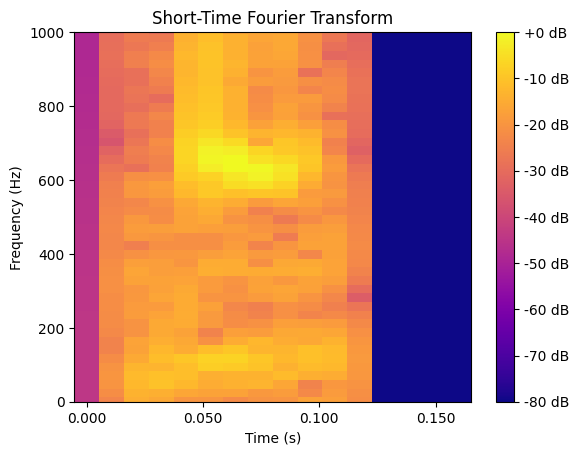 Short-Time Fourier Transform
1000
800
600
400
200
0
Frequency (Hz)
0.000
0.050
0.100
0.150
Time (s)
+0 dB
-10 dB
-20 dB
-30 dB
-40 dB
-50 dB
-60 dB
-70 dB
-80 dB